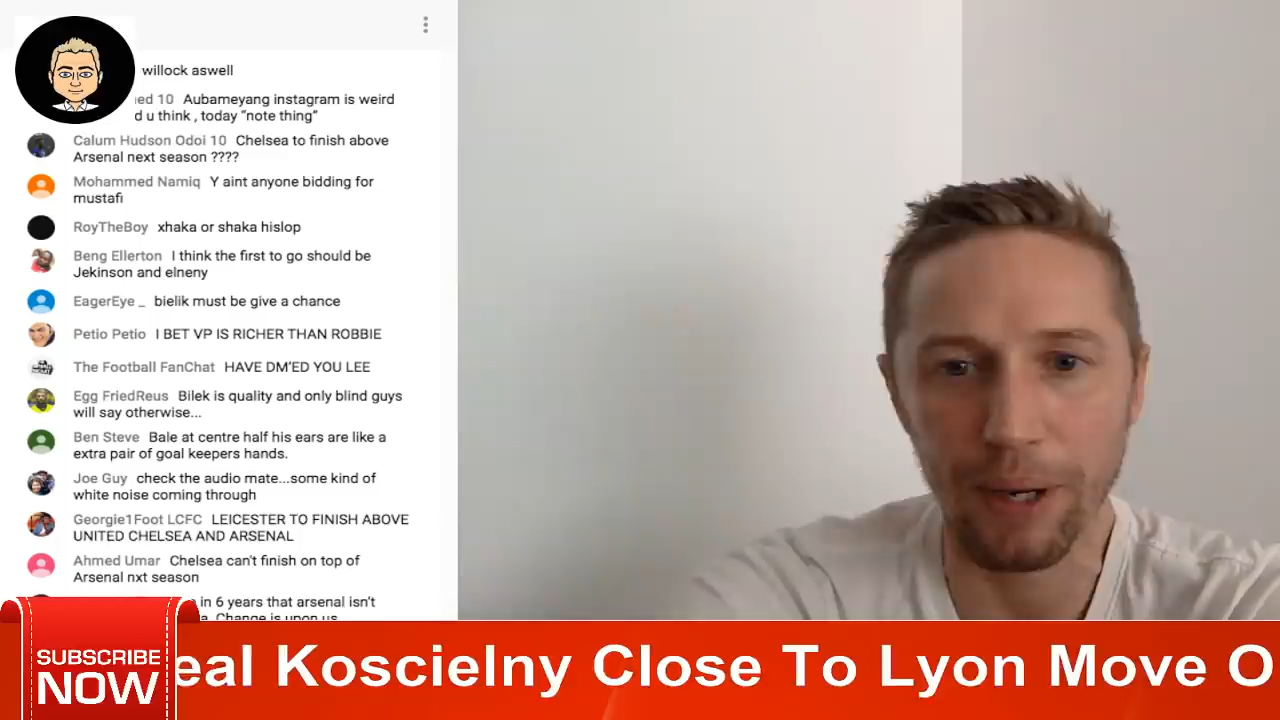 willock aswell
ed 10 Aubameyang instagram is weird
d u think , today “note thing”
Calum Hudson Odoi 10 Chelsea to finish above
Arsenal next season ????
Mohammed Namiq Y aint anyone bidding for
mustafi
RoyTheBoy xhaka or shaka hislop
Beng Ellerton I think the first to go should be
Jekinson and elneny
EagerEye _ bielik must be give a chance
Petio Petio I BET VP IS RICHER THAN ROBBIE
The Football FanChat HAVE DM'ED YOU LEE
Egg FriedReus Bilek is quality and only blind guys
will say otherwise...
Ben Steve Bale at centre half his ears are like a
extra pair of goal keepers hands.
Joe Guy check the audio mate...some kind of
white noise coming through
Georgie1Foot LCFC LEICESTER TO FINISH ABOVE
UNITED CHELSEA AND ARSENAL
Ahmed Umar Chelsea can't finish on top of
Arsenal nxt season
in 6 years that arsenal isn't
Change is upon us
SUBSCRIBE
NOW
eal Koscielny Close To Lyon Move O